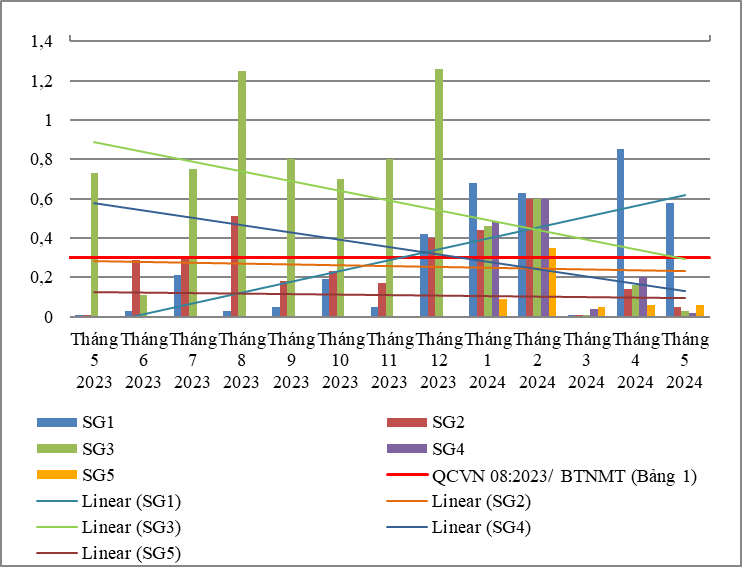 1,4
1,2
1
0,8
0,6
0,4
0,2
0
Tháng Tháng Tháng Tháng Tháng Tháng Tháng Tháng Tháng Tháng Tháng Tháng Tháng
5 6 7 8 9 10 11 12 1 2 3 4 5
2023 2023 2023 2023 2023 2023 2023 2023 2024 2024 2024 2024 2024
SG1 SG2
SG3 SG4
SG5 QCVN 08:2023/ BTNMT (Bảng 1)
Linear (SG1) Linear (SG2)
Linear (SG3) Linear (SG4)
Linear (SG5)